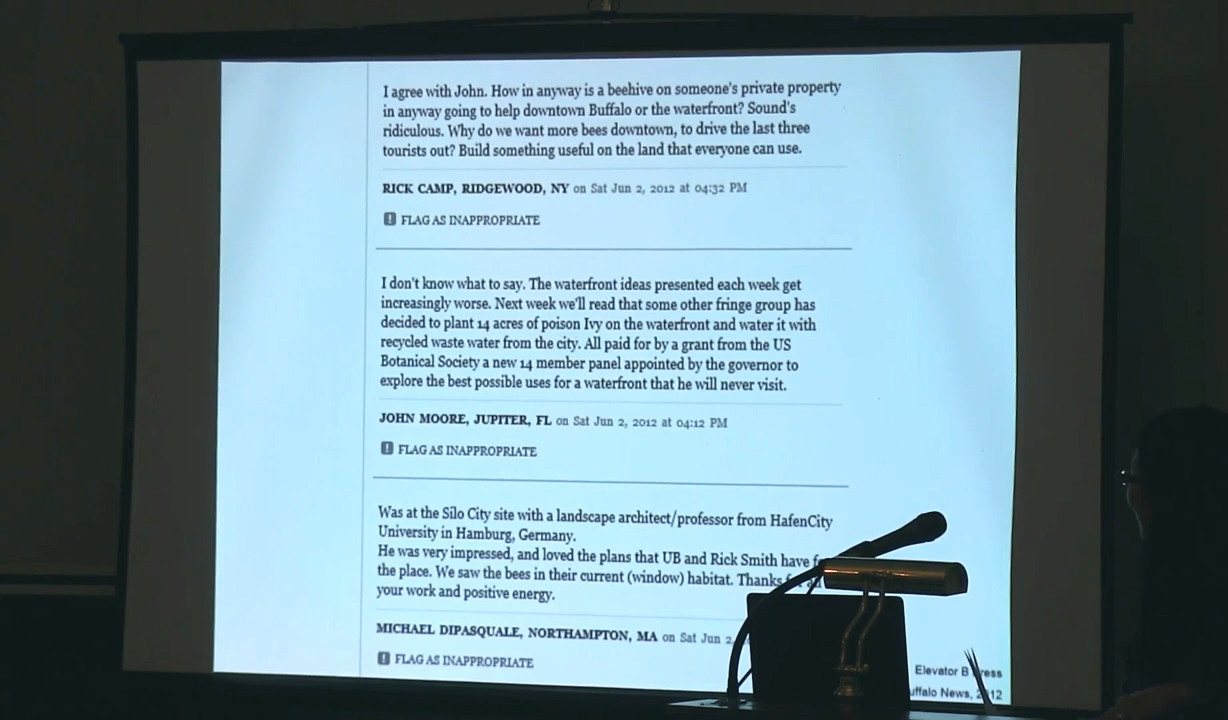 I agree with John. How in anyway is a beehive on someone's private property
in anyway going to help downtown Buffalo or the waterfront? Sound's
ridiculous. Why do we want more bees downtown, to drive the last three
tourists out? Build something useful on the land that everyone can use.
RICK CAMP, RIDGEWOOD, NY on Sat Jun 2, 2012 at 04:32 PM
FLAG AS INAPPROPRIATE
I don't know what to say. The waterfront ideas presented each week get
increasingly worse. Next week we'll read that some other fringe group has
decided to plant 14 acres of poison Ivy on the waterfront and water it with
recycled waste water from the city. All paid for by a grant from the US
Botanical Society a new 14 member panel appointed by the governor to
explore the best possible uses for a waterfront that he will never visit.
JOHN MOORE, JUPITER, FL on Sat Jun 2, 2012 at 04:12 PM
FLAG AS INAPPROPRIATE
Was at the Silo City site with a landscape architect/professor from HafenCity
University in Hamburg, Germany.
He was very impressed, and loved the plans that UB and Rick Smith have
the place. We saw the bees in their current (window) habitat. Thanks
your work and positive energy.
MICHAEL DIPASQUALE, NORTHAMPTON, MA on Sat Jun 2
FLAG AS INAPPROPRIATE
Elevator B